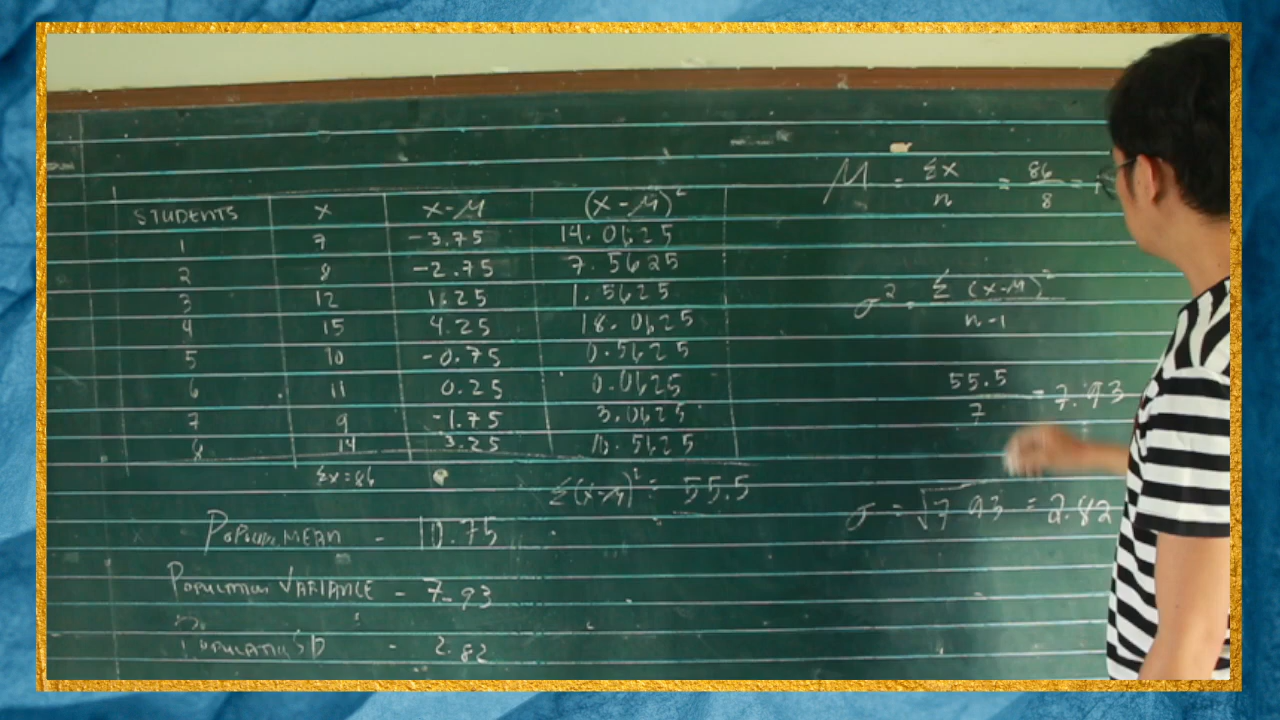 STUDENTS X X-M (X-M)²
1 7 -3.75 14.0625
2 8 -2.75 7.5625
3 12 1.25 1.5625
4 15 4.25 18.0625
5 10 -0.75 0.5625
6 11 0.25 0.0625
7 9 -1.75 3.0625
8 14 3.25 10.5625
Σx=86
Σ(x-M)² = 55.5
MEAN - 10.75
POPULATION VARIANCE - 7.93
- 2.82
M = Σx / n = 86 / 8 =
σ² = Σ (x-M)² / n-1
55.5 / 7 = 7.93
σ = √7.93 = 2.82